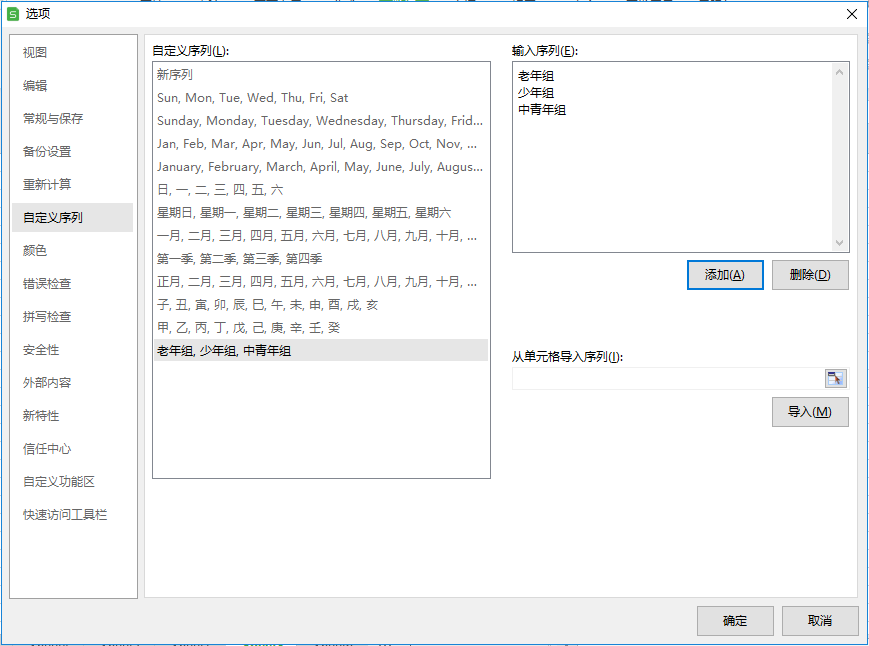 选项
视图
编辑
常规与保存
备份设置
重新计算
自定义序列
颜色
错误检查
拼写检查
安全性
外部内容
新特性
信任中心
自定义功能区
快速访问工具栏
自定义序列(L):
新序列
Sun, Mon, Tue, Wed, Thu, Fri, Sat
Sunday, Monday, Tuesday, Wednesday, Thursday, Frid...
Jan, Feb, Mar, Apr, May, Jun, Jul, Aug, Sep, Oct, Nov, ...
January, February, March, April, May, June, July, Augus...
日, 一, 二, 三, 四, 五, 六
星期日, 星期一, 星期二, 星期三, 星期四, 星期五, 星期六
一月, 二月, 三月, 四月, 五月, 六月, 七月, 八月, 九月, 十月, ...
第一季, 第二季, 第三季, 第四季
正月, 二月, 三月, 四月, 五月, 六月, 七月, 八月, 九月, 十月, ...
子, 丑, 寅, 卯, 辰, 巳, 午, 未, 申, 酉, 戌, 亥
甲, 乙, 丙, 丁, 戊, 己, 庚, 辛, 壬, 癸
老年组, 少年组, 中青年组
输入序列(E):
老年组
少年组
中青年组
添加(A)
删除(D)
从单元格导入序列(I):
导入(M)
确定
取消